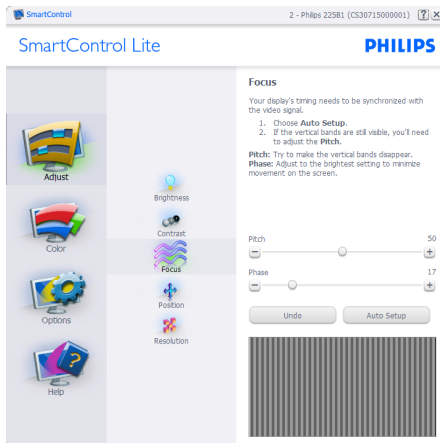 SmartControl
2 - Philips 225B1 (CS30715000001)
SmartControl Lite
PHILIPS
Adjust
Color
Options
Help
Brightness
Contrast
Focus
Position
Resolution
Focus
Your display's timing needs to be synchronized with
the video signal.
1. Choose Auto Setup.
2. If the vertical bands are still visible, you'll need
to adjust the Pitch.
Pitch: Try to make the vertical bands disappear.
Phase: Adjust to the brightest setting to minimize
movement on the screen.
Pitch 50
Phase 17
Undo
Auto Setup